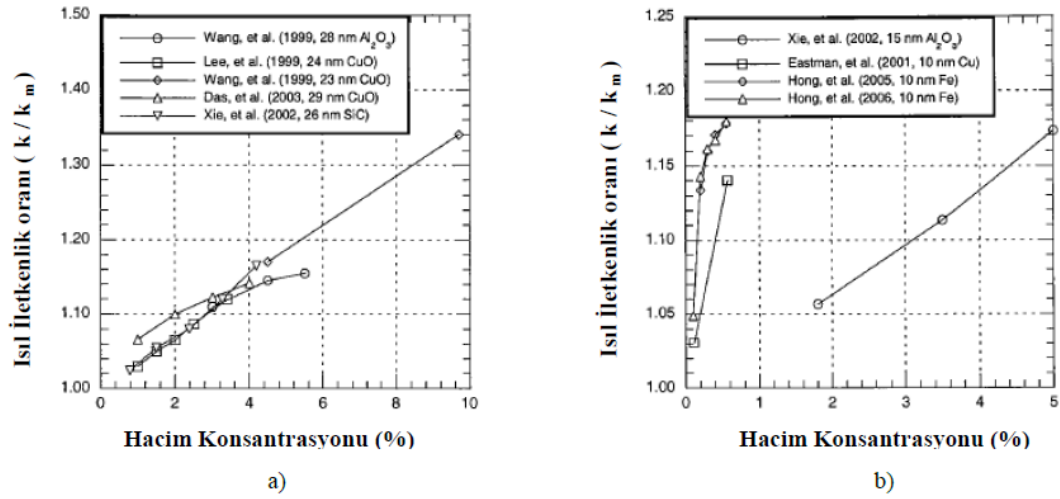 1.50
1.40
1.30
1.20
1.10
1.00
0
2
4
6
8
10
Wang, et al. (1999, 28 nm Al₂O₃)
Lee, et al. (1999, 24 nm CuO)
Wang, et al. (1999, 23 nm CuO)
Das, et al. (2003, 29 nm CuO)
Xie, et al. (2002, 26 nm SiC)
Isıl İletkenlik oranı ( k / kₘ )
Hacim Konsantrasyonu (%)
a)
1.25
1.20
1.15
1.10
1.05
1.00
0
1
2
3
4
5
Xie, et al. (2002, 15 nm Al₂O₃)
Eastman, et al. (2001, 10 nm Cu)
Hong, et al. (2005, 10 nm Fe)
Hong, et al. (2006, 10 nm Fe)
Isıl İletkenlik oranı ( k / kₘ )
Hacim Konsantrasyonu (%)
b)